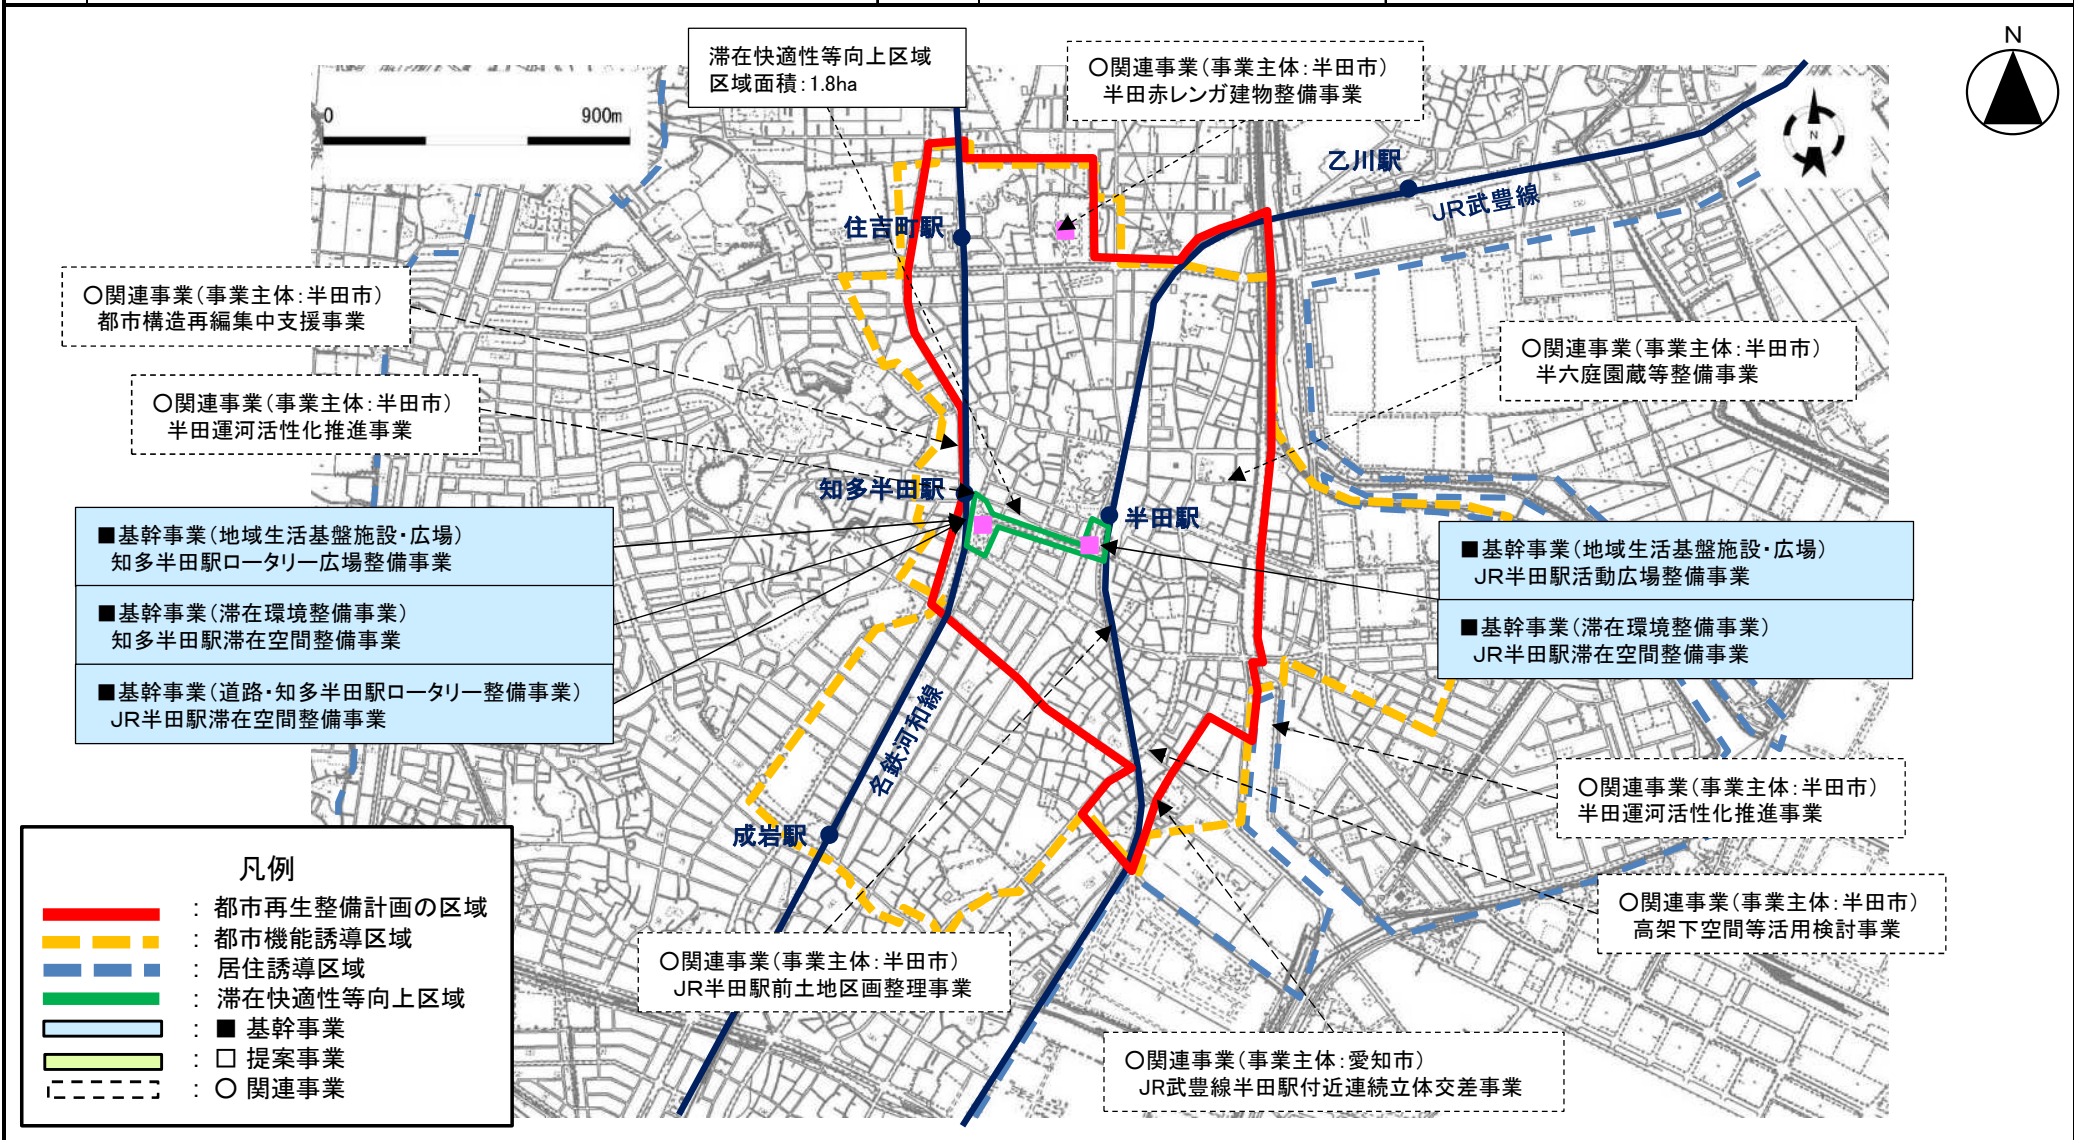 滞在快適性等向上区域
区域面積：1.8ha
○関連事業（事業主体：半田市）
半田赤レンガ建物整備事業
N
0 900m
N
乙川駅
JR武豊線
住吉町駅
○関連事業（事業主体：半田市）
都市構造再編集中支援事業
○関連事業（事業主体：半田市）
半六庭園蔵等整備事業
○関連事業（事業主体：半田市）
半田運河活性化推進事業
知多半田駅
半田駅
■基幹事業（地域生活基盤施設・広場）
知多半田駅ロータリー広場整備事業
■基幹事業（滞在環境整備事業）
知多半田駅滞在空間整備事業
■基幹事業（道路・知多半田駅ロータリー整備事業）
JR半田駅滞在空間整備事業
■基幹事業（地域生活基盤施設・広場）
JR半田駅活動広場整備事業
■基幹事業（滞在環境整備事業）
JR半田駅滞在空間整備事業
名鉄河和線
成岩駅
○関連事業（事業主体：半田市）
半田運河活性化推進事業
○関連事業（事業主体：半田市）
高架下空間等活用検討事業
○関連事業（事業主体：半田市）
JR半田駅前土地区画整理事業
○関連事業（事業主体：愛知市）
JR武豊線半田駅付近連続立体交差事業
凡例
：都市再生整備計画の区域
：都市機能誘導区域
：居住誘導区域
：滞在快適性等向上区域
：■ 基幹事業
：□ 提案事業
：○ 関連事業